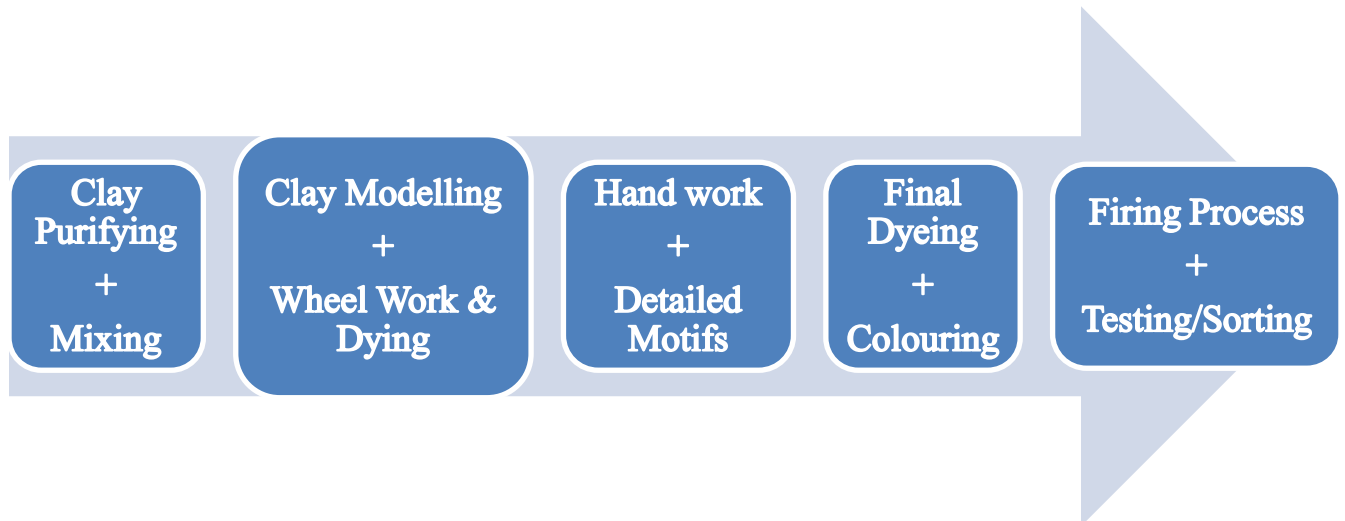 Clay
Purifying
+
Mixing
Clay Modelling
+
Wheel Work &
Dying
Hand work
+
Detailed
Motifs
Final
Dyeing
+
Colouring
Firing Process
+
Testing/Sorting